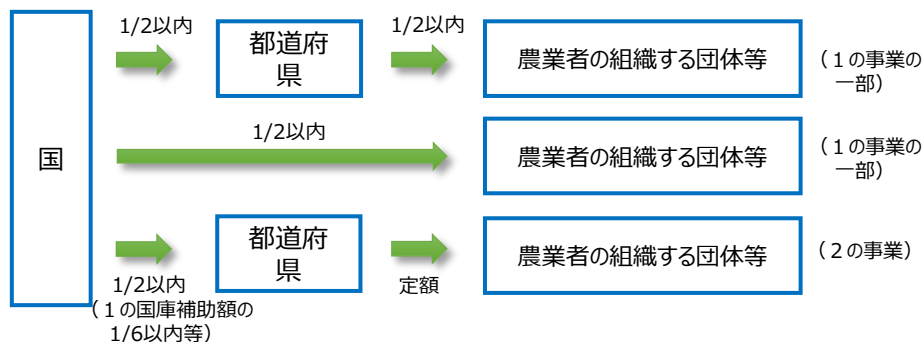 国
1/2以内
都道府
県
1/2以内
農業者の組織する団体等
（１の事業の
一部）
1/2以内
農業者の組織する団体等
（１の事業の
一部）
都道府
県
農業者の組織する団体等
（２の事業）
1/2以内
（１の国庫補助額の
1/6以内等）
定額